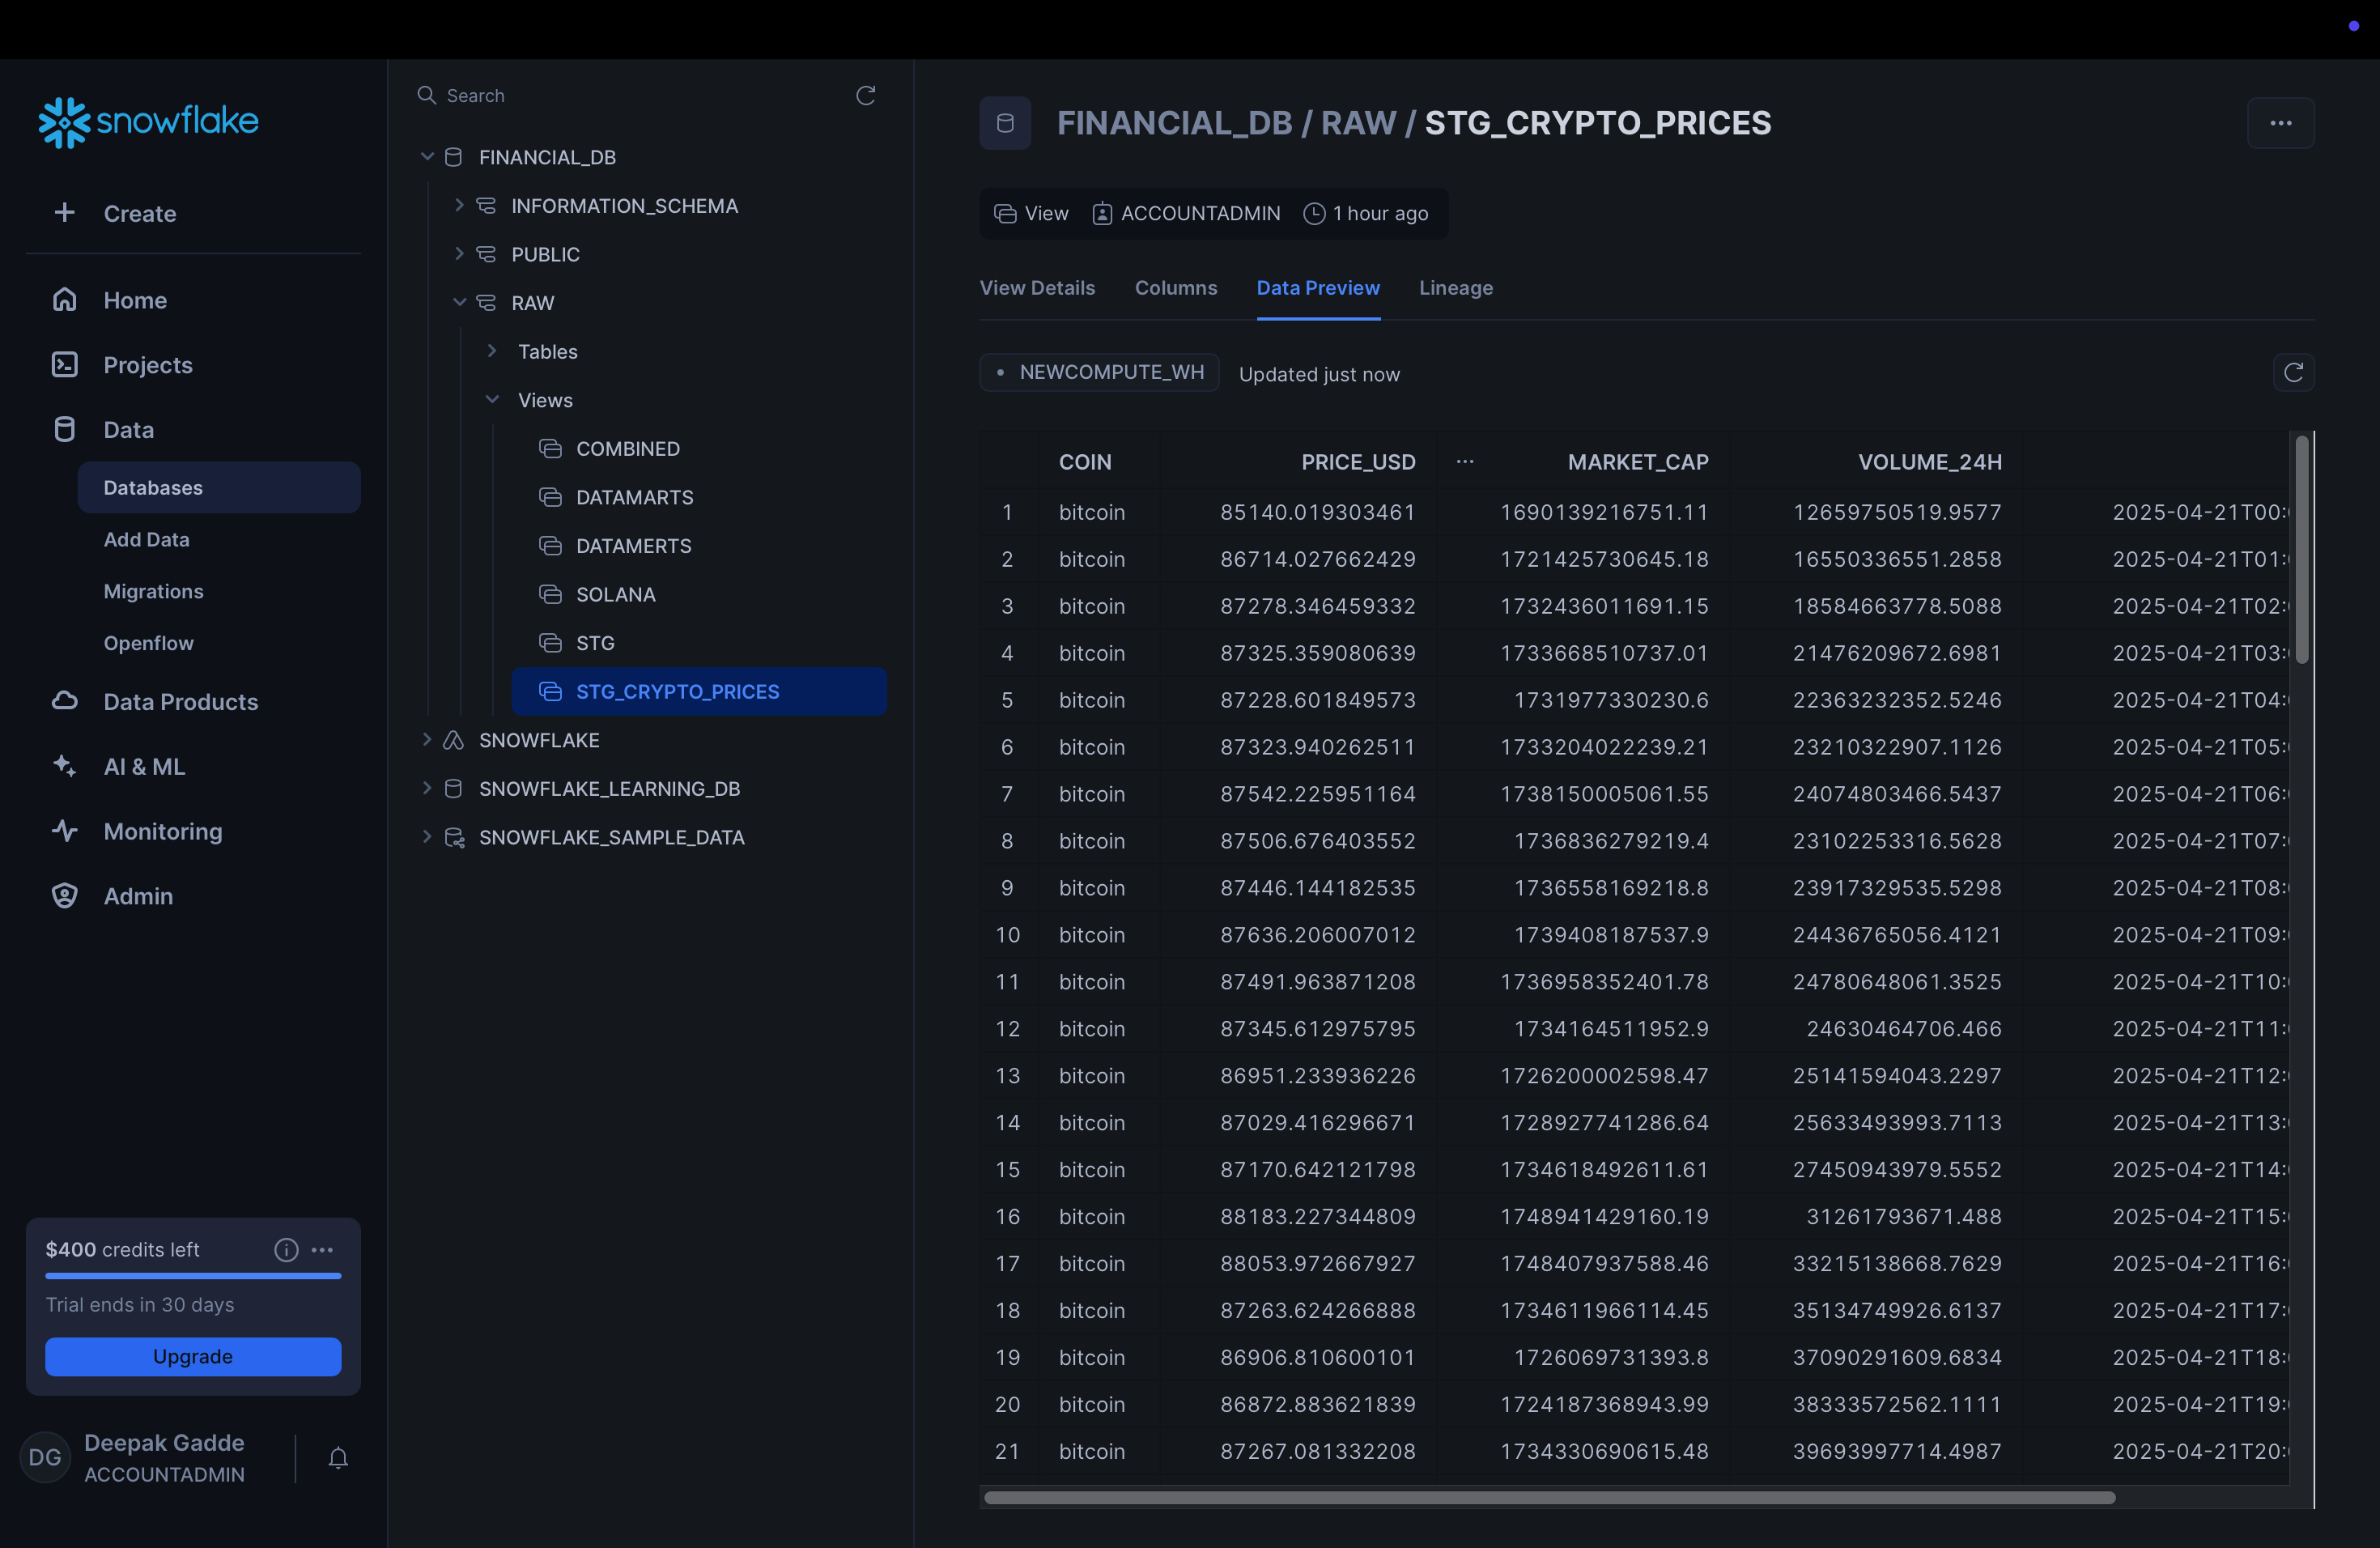 snowflake
Create
Home
Projects
Data
Databases
Add Data
Migrations
Openflow
Data Products
AI & ML
Monitoring
Admin
$400 credits left
Trial ends in 30 days
Upgrade
DG
Deepak Gadde
ACCOUNTADMIN
Search
FINANCIAL_DB
INFORMATION_SCHEMA
PUBLIC
RAW
Tables
Views
COMBINED
DATAMARTS
DATAMERTS
SOLANA
STG
STG_CRYPTO_PRICES
SNOWFLAKE
SNOWFLAKE_LEARNING_DB
SNOWFLAKE_SAMPLE_DATA
FINANCIAL_DB / RAW / STG_CRYPTO_PRICES
View ACCOUNTADMIN 1 hour ago
View Details Columns Data Preview Lineage
NEWCOMPUTE_WH Updated just now
COIN PRICE_USD ... MARKET_CAP VOLUME_24H
1 bitcoin 85140.019303461 1690139216751.11 12659750519.9577 2025-04-21T00:
2 bitcoin 86714.027662429 1721425730645.18 16550336551.2858 2025-04-21T01:
3 bitcoin 87278.346459332 1732436011691.15 18584663778.5088 2025-04-21T02:
4 bitcoin 87325.359080639 1733668510737.01 21476209672.6981 2025-04-21T03:
5 bitcoin 87228.601849573 1731977330230.6 22363232352.5246 2025-04-21T04:
6 bitcoin 87323.940262511 1733204022239.21 23210322907.1126 2025-04-21T05:
7 bitcoin 87542.225951164 1738150005061.55 24074803466.5437 2025-04-21T06:
8 bitcoin 87506.676403552 1736836279219.4 23102253316.5628 2025-04-21T07:
9 bitcoin 87446.144182535 1736558169218.8 23917329535.5298 2025-04-21T08:
10 bitcoin 87636.206007012 1739408187537.9 24436765056.4121 2025-04-21T09:
11 bitcoin 87491.963871208 1736958352401.78 24780648061.3525 2025-04-21T10:
12 bitcoin 87345.612975795 1734164511952.9 24630464706.466 2025-04-21T11:
13 bitcoin 86951.233936226 1726200002598.47 25141594043.2297 2025-04-21T12:
14 bitcoin 87029.416296671 1728927741286.64 25633493993.7113 2025-04-21T13:
15 bitcoin 87170.642121798 1734618492611.61 27450943979.5552 2025-04-21T14:
16 bitcoin 88183.227344809 1748941429160.19 31261793671.488 2025-04-21T15:
17 bitcoin 88053.972667927 1748407937588.46 33215138668.7629 2025-04-21T16:
18 bitcoin 87263.624266888 1734611966114.45 35134749926.6137 2025-04-21T17:
19 bitcoin 86906.810600101 1726069731393.8 37090291609.6834 2025-04-21T18:
20 bitcoin 86872.883621839 1724187368943.99 38333572562.1111 2025-04-21T19:
21 bitcoin 87267.081332208 1734330690615.48 39693997714.4987 2025-04-21T20: